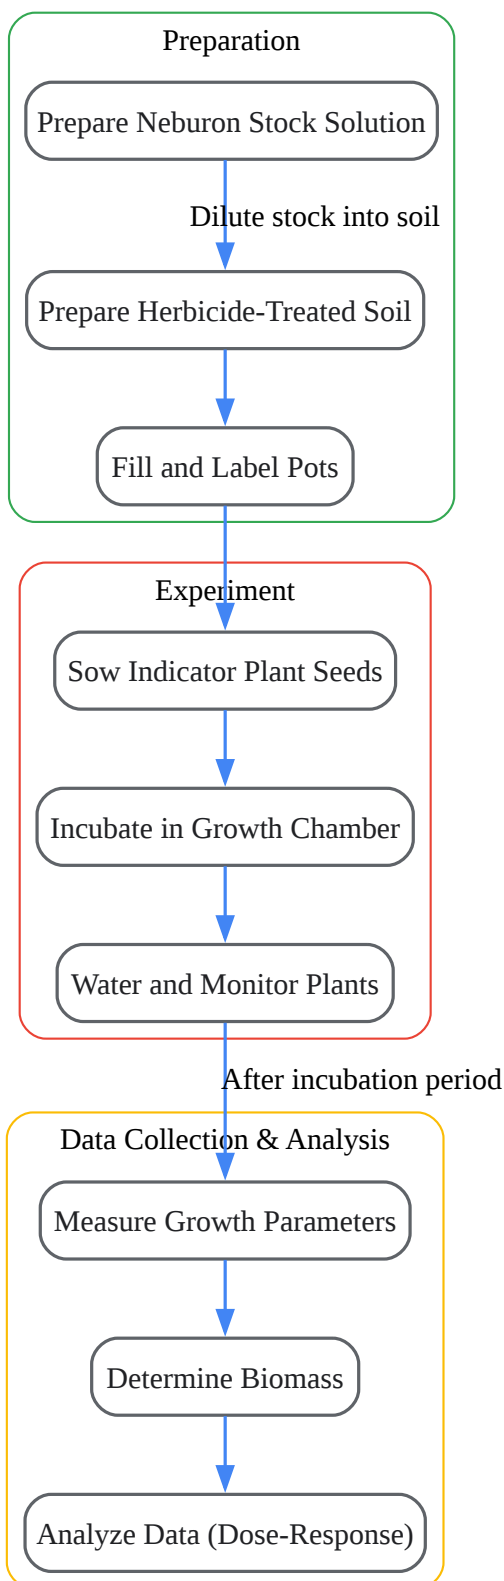 Preparation
Prepare Neburon Stock Solution
Dilute stock into soil
Prepare Herbicide-Treated Soil
Fill and Label Pots
Experiment
Sow Indicator Plant Seeds
Incubate in Growth Chamber
Water and Monitor Plants
After incubation period
Data Collection & Analysis
Measure Growth Parameters
Determine Biomass
Analyze Data (Dose-Response)